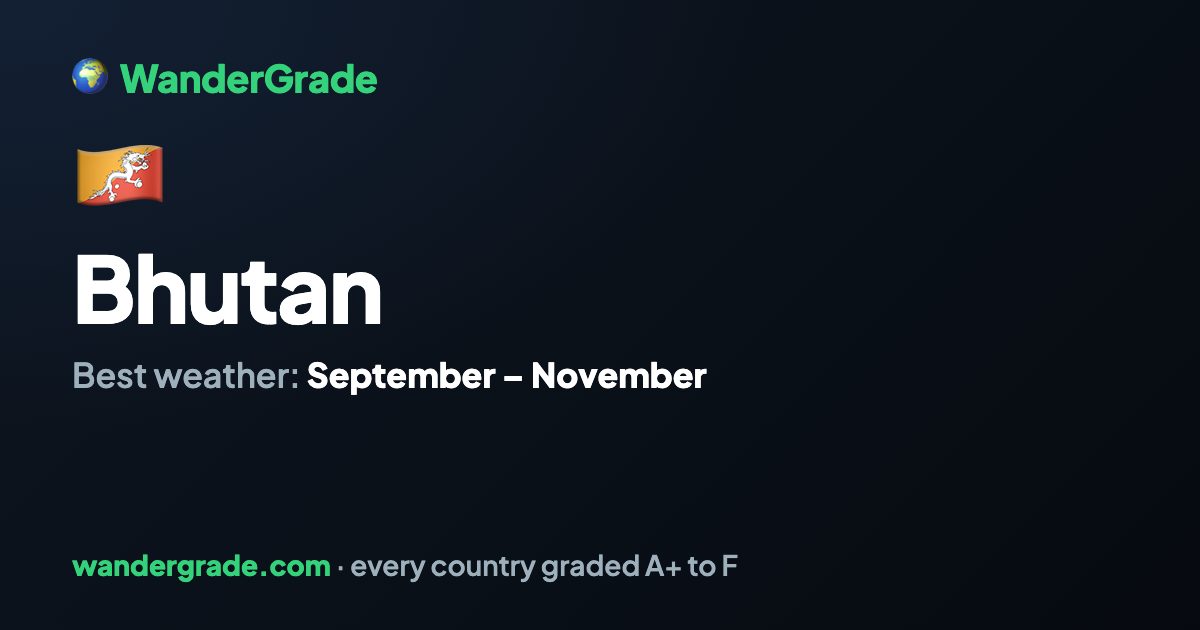 WanderGrade
Bhutan
Best weather: September – November
wandergrade.com · every country graded A+ to F